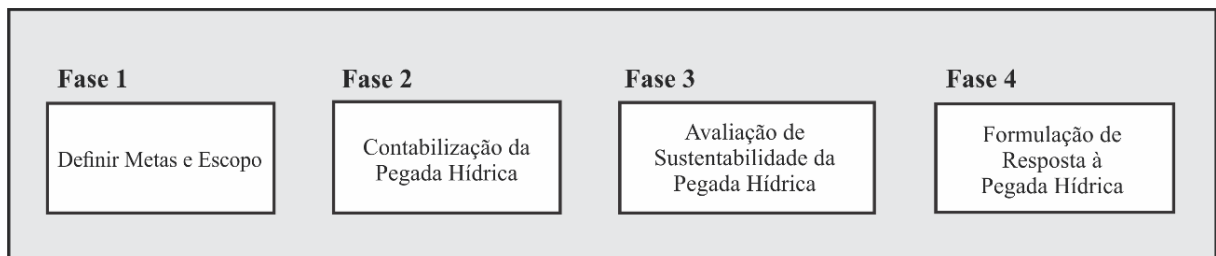 Fase 1
Definir Metas e Escopo
Fase 2
Contabilização da
Pegada Hídrica
Fase 3
Avaliação de
Sustentabilidade da
Pegada Hídrica
Fase 4
Formulação de
Resposta à
Pegada Hídrica